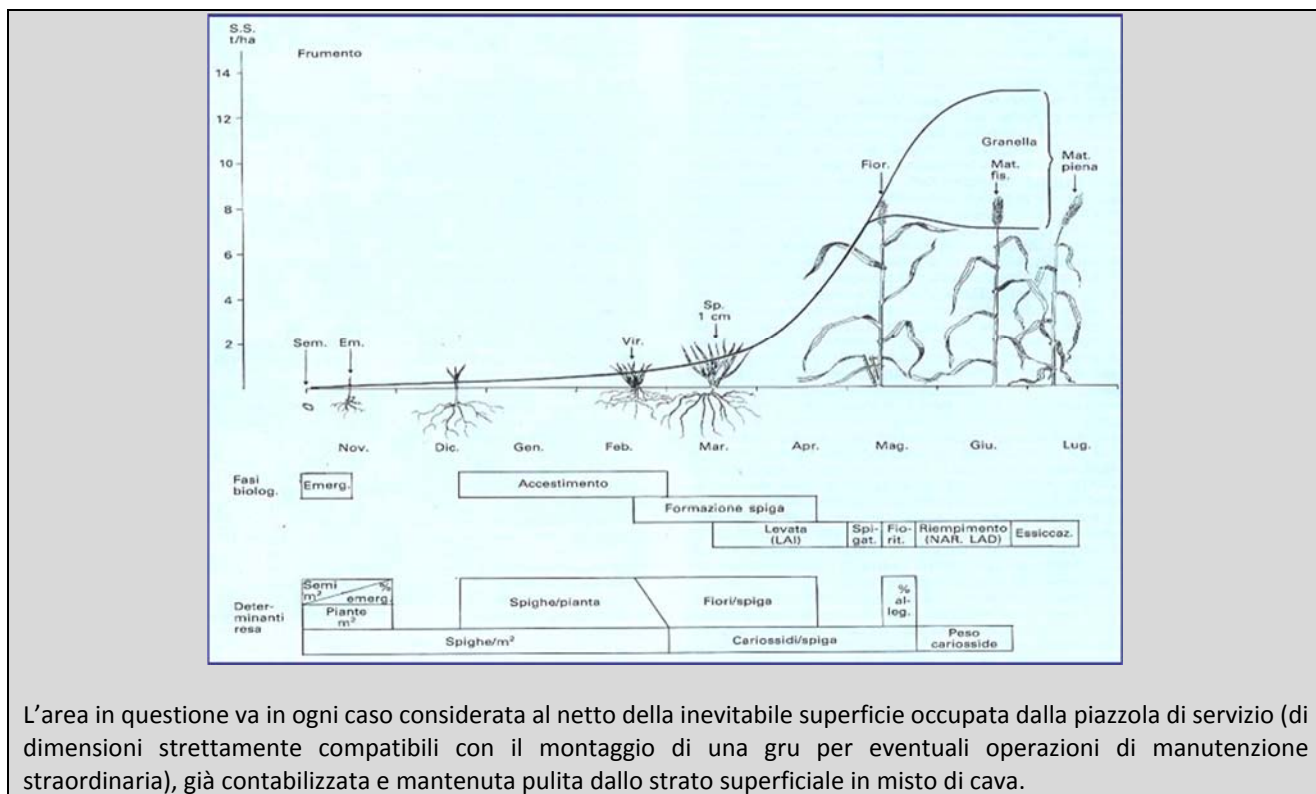 S.S.
t/ha
Frumento
14
12
10
8
6
4
2
Granella
Fior.
Mat.
fis.
Mat.
piena
Sp.
1 cm
Sem.
Em.
Vir.
Nov.
Dic.
Gen.
Feb.
Mar.
Apr.
Mag.
Giu.
Lug.
Fasi
biolog.
Emerg.
Accestimento
Formazione spiga
Levata
(LAI)
Spi-
gat.
Fio-
rit.
Riempimento
(NAR. LAD)
Essiccaz.
Deter-
minanti
resa
Semi
m²
%
emerg.
Piante
m²
Spighe/pianta
Fiori/spiga
%
al-
leg.
Spighe/m²
Cariossidi/spiga
Peso
cariosside
L’area in questione va in ogni caso considerata al netto della inevitabile superficie occupata dalla piazzola di servizio (di
dimensioni strettamente compatibili con il montaggio di una gru per eventuali operazioni di manutenzione
straordinaria), già contabilizzata e mantenuta pulita dallo strato superficiale in misto di cava.